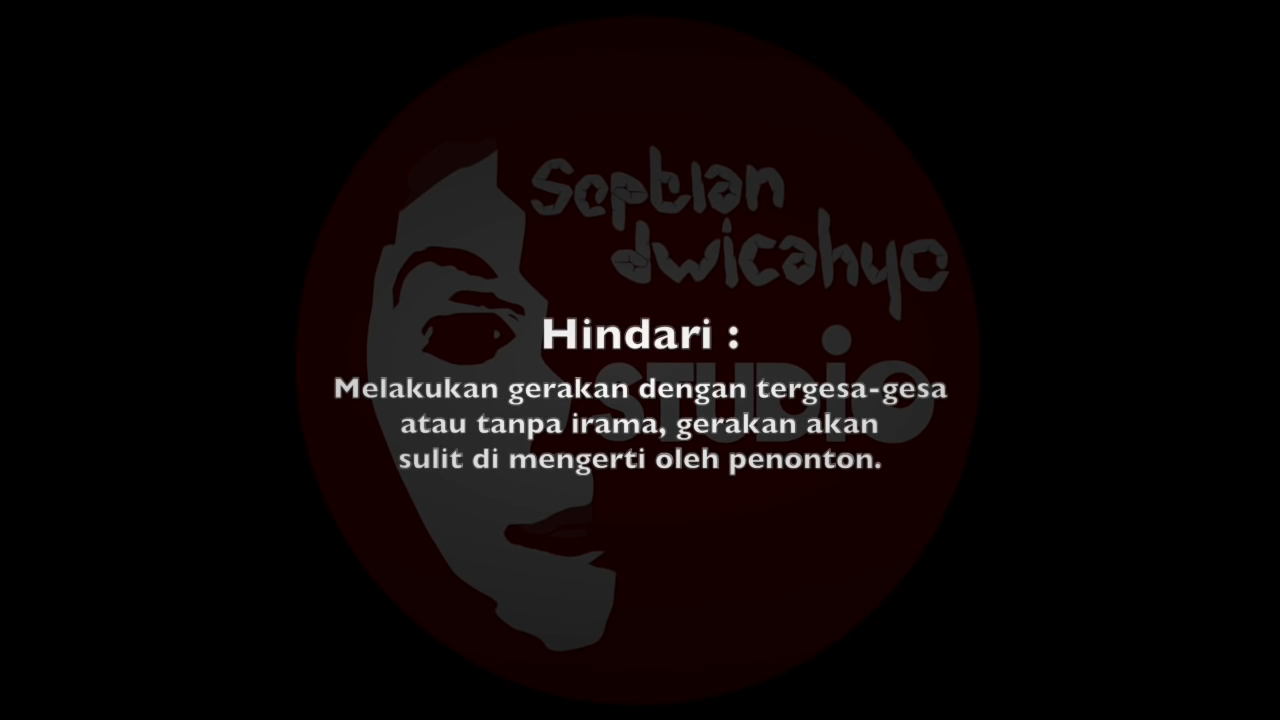 Septian
dwicahyo
STUDIO
Hindari :
Melakukan gerakan dengan tergesa-gesa
atau tanpa irama, gerakan akan
sulit di mengerti oleh penonton.